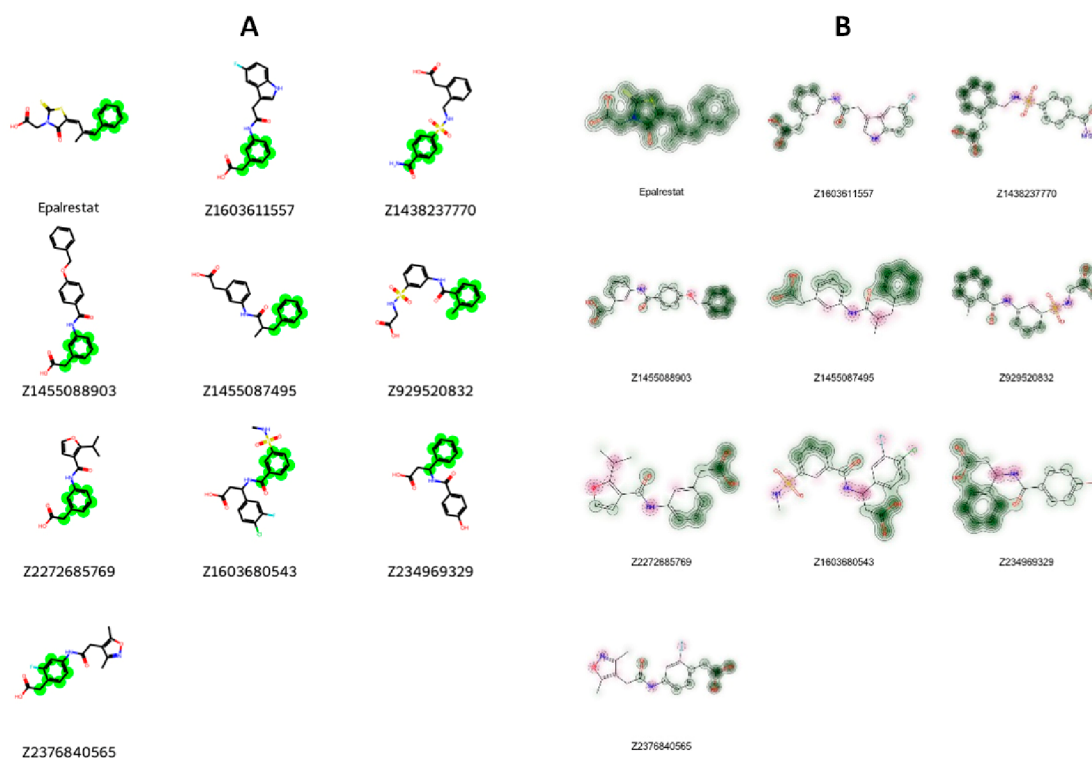 A
B
Epalrestat
Z1603611557
Z1438237770
Z1455088903
Z1455087495
Z929520832
Z2272685769
Z1603680543
Z234969329
Z2376840565
Epalrestat
Z1603611557
Z1438237770
Z1455088903
Z1455087495
Z929520832
Z2272685769
Z1603680543
Z234969329
Z2376840565